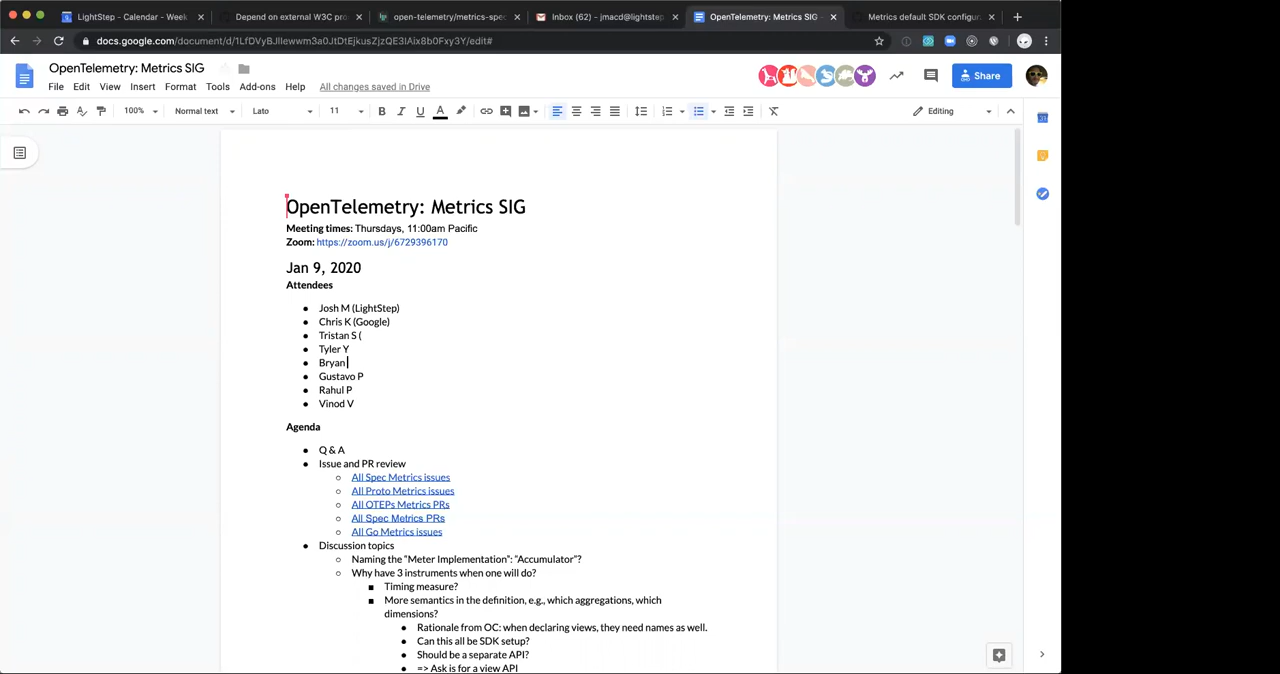 LightStep - Calendar - Week
Depend on external W3C pro
open-telemetry/metrics-spec
Inbox (62) - jmacd@lightstep
OpenTelemetry: Metrics SIG -
Metrics default SDK configur
OpenTelemetry: Metrics SIG
File Edit View Insert Format Tools Add-ons Help All changes saved in Drive
Share
100% Normal text Lato 11 B I U A Editing
OpenTelemetry: Metrics SIG
Meeting times: Thursdays, 11:00am Pacific
Zoom: https://zoom.us/j/6729396170
Jan 9, 2020
Attendees
Josh M (LightStep)
Chris K (Google)
Tristan S (
Tyler Y
Bryan
Gustavo P
Rahul P
Vinod V
Agenda
Q & A
Issue and PR review
All Spec Metrics issues
All Proto Metrics issues
All OTEPs Metrics PRs
All Spec Metrics PRs
All Go Metrics issues
Discussion topics
Naming the "Meter Implementation": "Accumulator"?
Why have 3 instruments when one will do?
Timing measure?
More semantics in the definition, e.g., which aggregations, which
dimensions?
Rationale from OC: when declaring views, they need names as well.
Can this all be SDK setup?
Should be a separate API?
=> Ask is for a view API